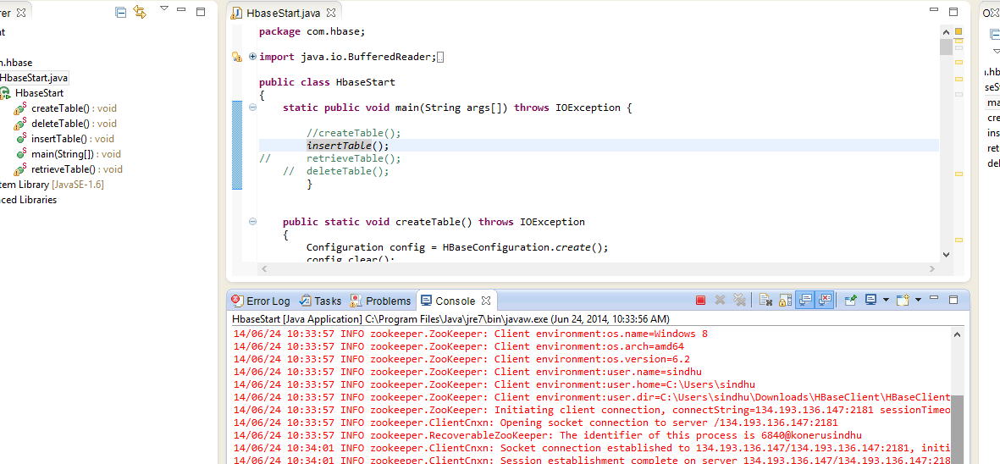 rer
nt
n.hbase
HbaseStart.java
HbaseStart
createTable() : void
deleteTable() : void
insertTable() : void
main(String[]) : void
retrieveTable() : void
tem Library [JavaSE-1.6]
ced Libraries
HbaseStart.java
package com.hbase;
import java.io.BufferedReader;
public class HbaseStart
{
static public void main(String args[]) throws IOException {
//createTable();
insertTable();
// retrieveTable();
// deleteTable();
}
public static void createTable() throws IOException
{
Configuration config = HBaseConfiguration.create();
config.clear();
O
.hb
seSt
ma
cre
ins
ret
del
Error Log Tasks Problems Console
HbaseStart [Java Application] C:\Program Files\Java\jre7\bin\javaw.exe (Jun 24, 2014, 10:33:56 AM)
14/06/24 10:33:57 INFO zookeeper.ZooKeeper: Client environment:os.name=Windows 8
14/06/24 10:33:57 INFO zookeeper.ZooKeeper: Client environment:os.arch=amd64
14/06/24 10:33:57 INFO zookeeper.ZooKeeper: Client environment:os.version=6.2
14/06/24 10:33:57 INFO zookeeper.ZooKeeper: Client environment:user.name=sindhu
14/06/24 10:33:57 INFO zookeeper.ZooKeeper: Client environment:user.home=C:\Users\sindhu
14/06/24 10:33:57 INFO zookeeper.ZooKeeper: Client environment:user.dir=C:\Users\sindhu\Downloads\HBaseClient\HBaseClient
14/06/24 10:33:57 INFO zookeeper.ZooKeeper: Initiating client connection, connectString=134.193.136.147:2181 sessionTimeo
14/06/24 10:33:57 INFO zookeeper.ClientCnxn: Opening socket connection to server /134.193.136.147:2181
14/06/24 10:33:57 INFO zookeeper.RecoverableZooKeeper: The identifier of this process is 6840@konerusindhu
14/06/24 10:34:01 INFO zookeeper.ClientCnxn: Socket connection established to 134.193.136.147/134.193.136.147:2181, initi
14/06/24 10:34:01 INFO zookeeper.ClientCnxn: Session establishment complete on server 134.193.136.147/134.193.136.147:218